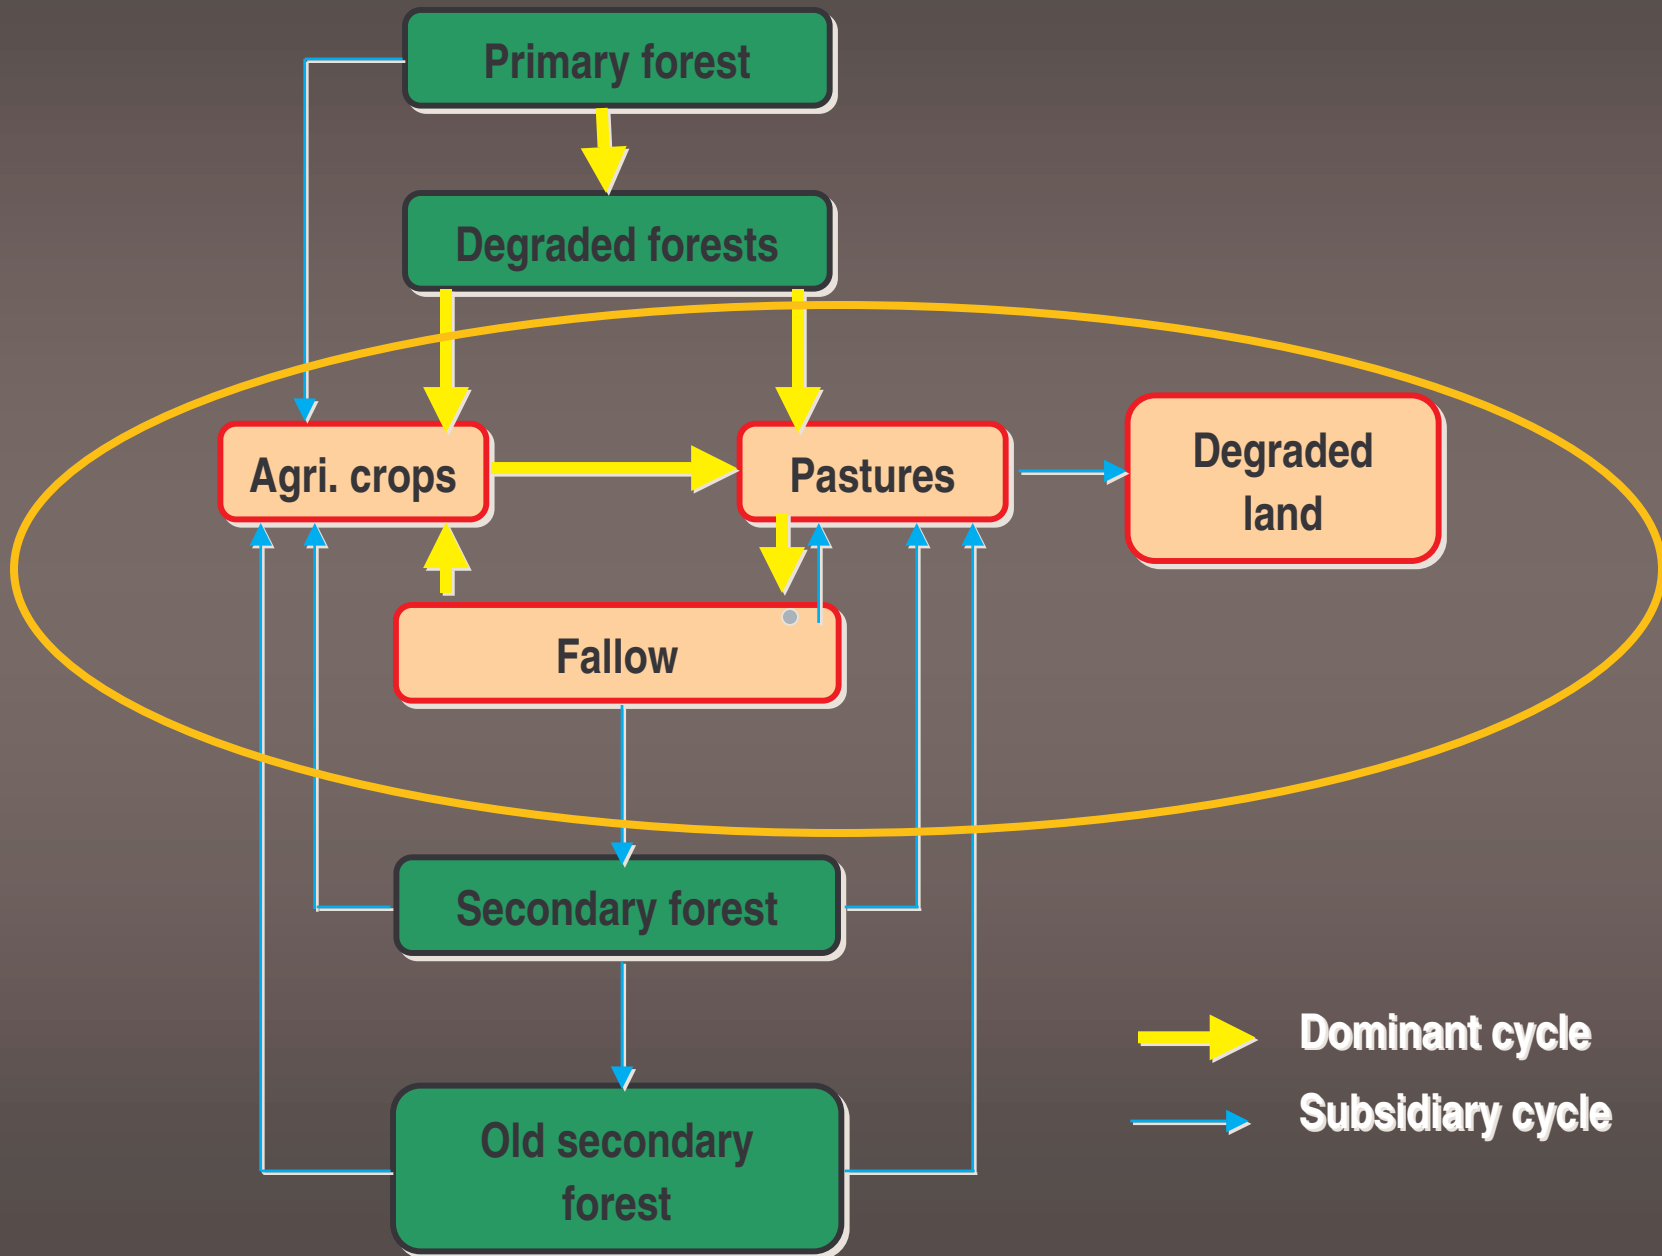 Primary forest
Degraded forests
Agri. crops
Pastures
Degraded
land
Fallow
Secondary forest
Old secondary
forest
Dominant cycle
Subsidiary cycle